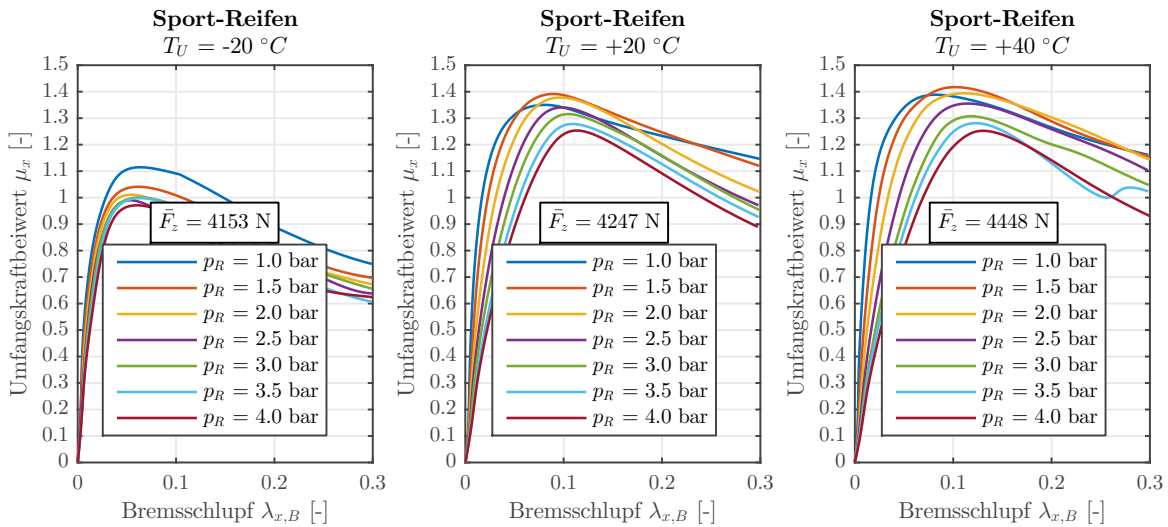 Sport-Reifen
T_U = -20 °C
Umfangskraftbeiwert μ_x [-]
1.5
1.4
1.3
1.2
1.1
1
0.9
0.8
0.7
0.6
0.5
0.4
0.3
0.2
0.1
0
F̄_z = 4153 N
p_R = 1.0 bar
p_R = 1.5 bar
p_R = 2.0 bar
p_R = 2.5 bar
p_R = 3.0 bar
p_R = 3.5 bar
p_R = 4.0 bar
0 0.1 0.2 0.3
Bremsschlupf λ_{x,B} [-]
Sport-Reifen
T_U = +20 °C
Umfangskraftbeiwert μ_x [-]
1.5
1.4
1.3
1.2
1.1
1
0.9
0.8
0.7
0.6
0.5
0.4
0.3
0.2
0.1
0
F̄_z = 4247 N
p_R = 1.0 bar
p_R = 1.5 bar
p_R = 2.0 bar
p_R = 2.5 bar
p_R = 3.0 bar
p_R = 3.5 bar
p_R = 4.0 bar
0 0.1 0.2 0.3
Bremsschlupf λ_{x,B} [-]
Sport-Reifen
T_U = +40 °C
Umfangskraftbeiwert μ_x [-]
1.5
1.4
1.3
1.2
1.1
1
0.9
0.8
0.7
0.6
0.5
0.4
0.3
0.2
0.1
0
F̄_z = 4448 N
p_R = 1.0 bar
p_R = 1.5 bar
p_R = 2.0 bar
p_R = 2.5 bar
p_R = 3.0 bar
p_R = 3.5 bar
p_R = 4.0 bar
0 0.1 0.2 0.3
Bremsschlupf λ_{x,B} [-]